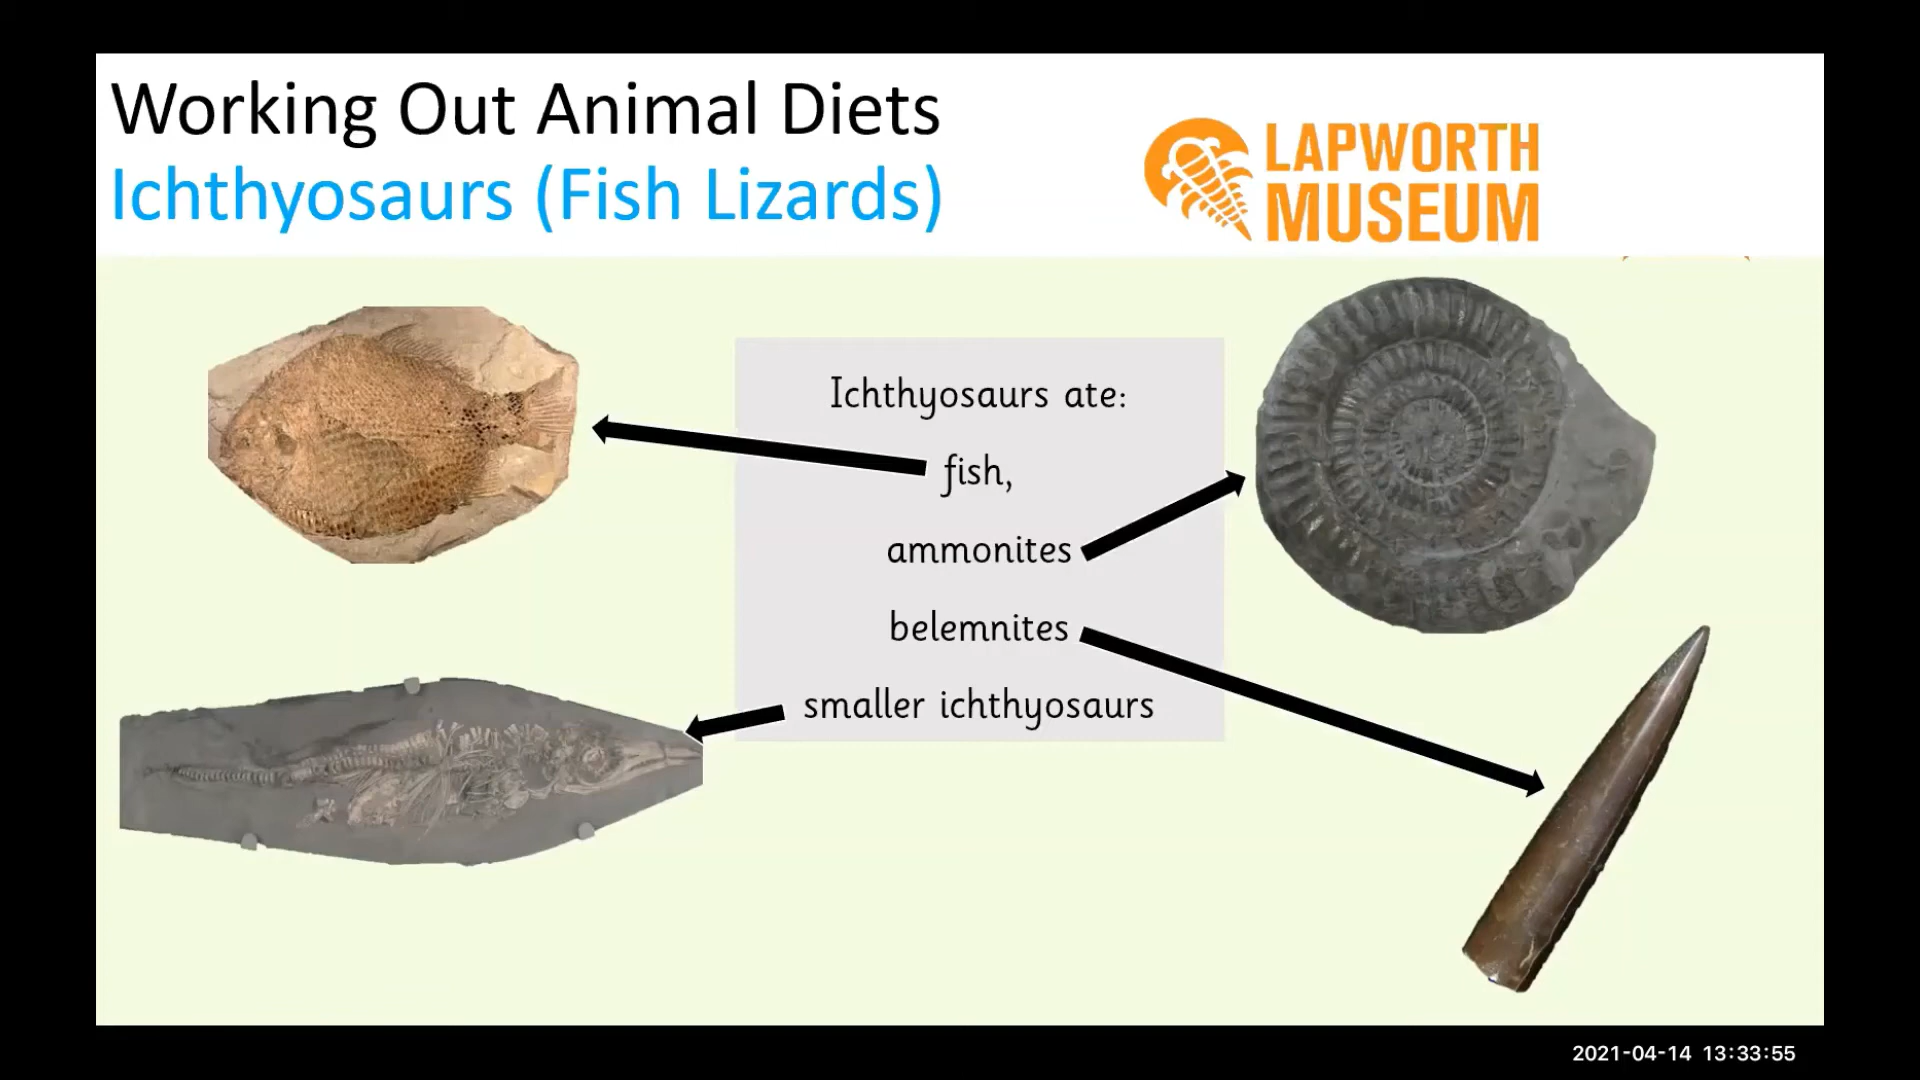 Working Out Animal Diets
Ichthyosaurs (Fish Lizards)
LAPWORTH
MUSEUM
Ichthyosaurs ate:
fish,
ammonites
belemnites
smaller ichthyosaurs
2021-04-14 13:33:55